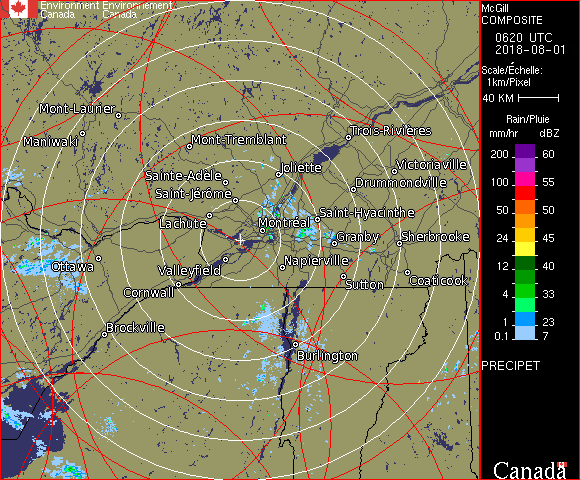 Environment Environnement
Canada Canada
McGill
COMPOSITE
0620 UTC
2018-08-01
Scale/Échelle:
1km/Pixel
40 KM
Rain/Pluie
mm/hr dBZ
200 60
100 55
50 50
24 45
12 40
4 33
1 23
0.1 7
PRECIPET
Canada
Mont-Laurier
Maniwaki
Mont-Tremblant
Trois-Rivières
Sainte-Adèle
Joliette
Victoriaville
Saint-Jérôme
Drummondville
Lachute
Montréal
Saint-Hyacinthe
Granby
Sherbrooke
Ottawa
Valleyfield
Napierville
Cornwall
Sutton
Coaticook
Brockville
Burlington